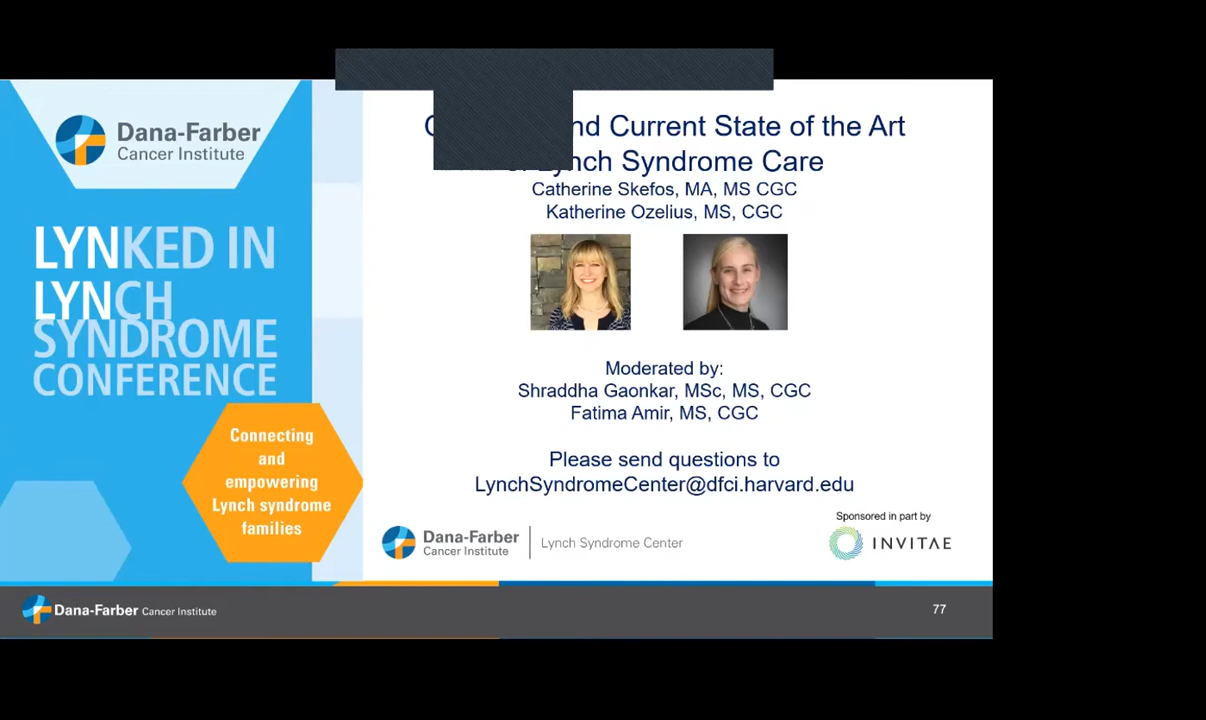 Dana-Farber
Cancer Institute
LYNKED IN
LYNCH
SYNDROME
CONFERENCE
Connecting
and
empowering
Lynch syndrome
families
Current State of the Art
Syndrome Care
Catherine Skefos, MA, MS CGC
Katherine Ozelius, MS, CGC
Moderated by:
Shraddha Gaonkar, MSc, MS, CGC
Fatima Amir, MS, CGC
Please send questions to
LynchSyndromeCenter@dfci.harvard.edu
Dana-Farber
Cancer Institute
Lynch Syndrome Center
Sponsored in part by
INVITAE
Dana-Farber Cancer Institute
77